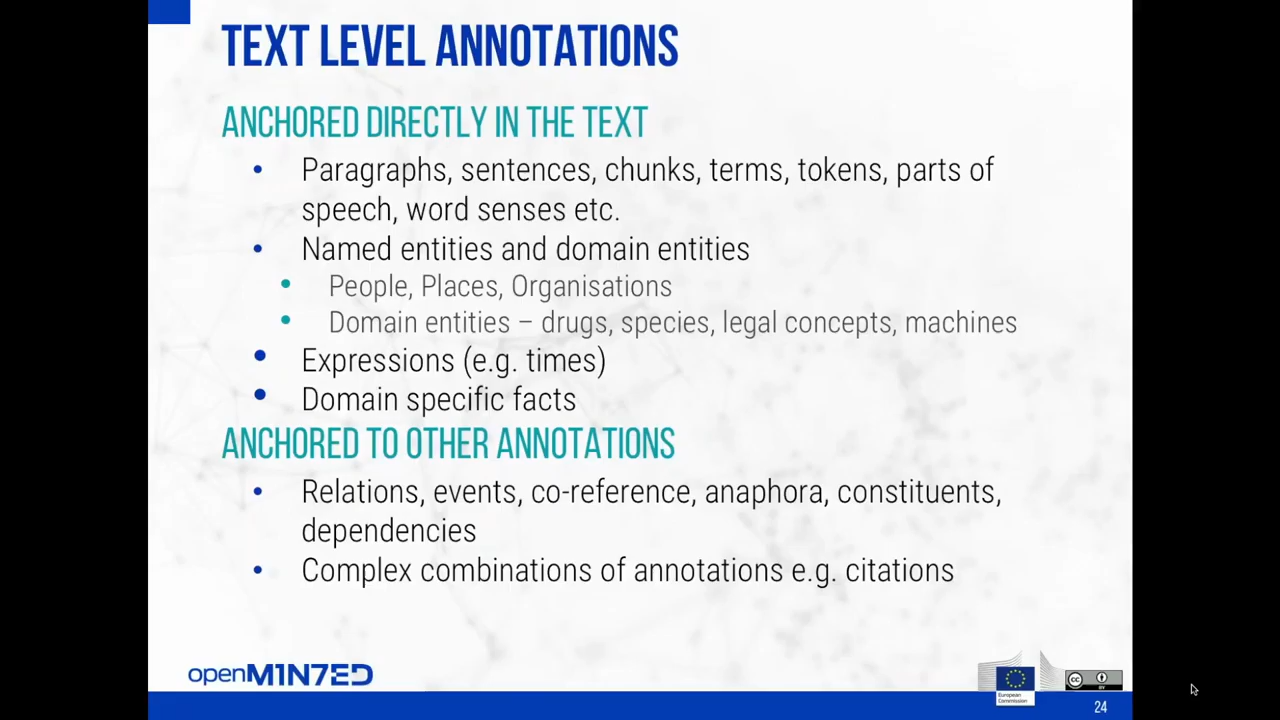 TEXT LEVEL ANNOTATIONS
ANCHORED DIRECTLY IN THE TEXT
• Paragraphs, sentences, chunks, terms, tokens, parts of
speech, word senses etc.
• Named entities and domain entities
• People, Places, Organisations
• Domain entities – drugs, species, legal concepts, machines
• Expressions (e.g. times)
• Domain specific facts
ANCHORED TO OTHER ANNOTATIONS
• Relations, events, co-reference, anaphora, constituents,
dependencies
• Complex combinations of annotations e.g. citations
openM1N7ED
European
Commission
CC
BY
24